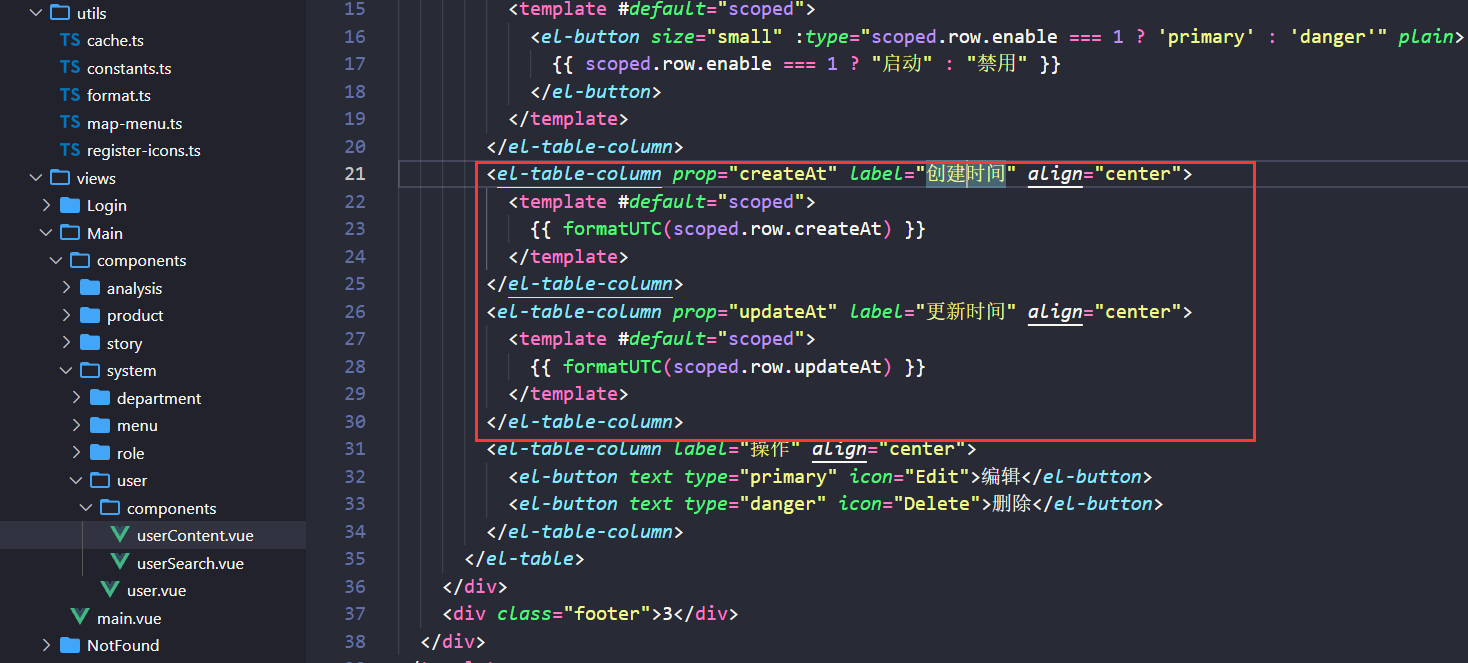 utils
TS cache.ts
TS constants.ts
TS format.ts
TS map-menu.ts
TS register-icons.ts
views
Login
Main
components
analysis
product
story
system
department
menu
role
user
components
userContent.vue
userSearch.vue
user.vue
main.vue
NotFound
15 <template #default="scoped">
16 <el-button size="small" :type="scoped.row.enable === 1 ? 'primary' : 'danger'" plain>
17 {{ scoped.row.enable === 1 ? "启动" : "禁用" }}
18 </el-button>
19 </template>
20 </el-table-column>
21 <el-table-column prop="createAt" label="创建时间" align="center">
22 <template #default="scoped">
23 {{ formatUTC(scoped.row.createAt) }}
24 </template>
25 </el-table-column>
26 <el-table-column prop="updateAt" label="更新时间" align="center">
27 <template #default="scoped">
28 {{ formatUTC(scoped.row.updateAt) }}
29 </template>
30 </el-table-column>
31 <el-table-column label="操作" align="center">
32 <el-button text type="primary" icon="Edit">编辑</el-button>
33 <el-button text type="danger" icon="Delete">删除</el-button>
34 </el-table-column>
35 </el-table>
36 </div>
37 <div class="footer">3</div>
38 </div>